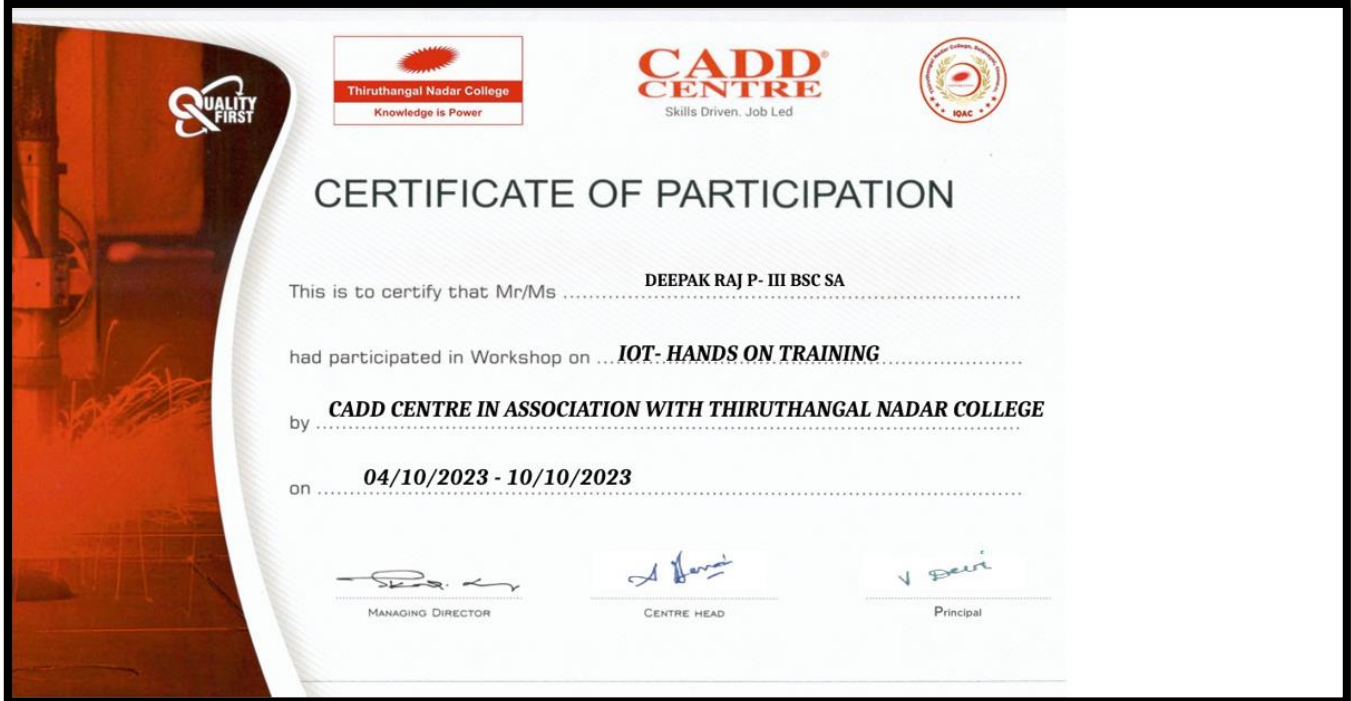 QUALITY
FIRST
Thiruthangal Nadar College
Knowledge is Power
CADD®
CENTRE
Skills Driven. Job Led
IQAC
CERTIFICATE OF PARTICIPATION
This is to certify that Mr/Ms DEEPAK RAJ P- III BSC SA
had participated in Workshop on IOT- HANDS ON TRAINING
by CADD CENTRE IN ASSOCIATION WITH THIRUTHANGAL NADAR COLLEGE
on 04/10/2023 - 10/10/2023
V Devi
MANAGING DIRECTOR
CENTRE HEAD
Principal